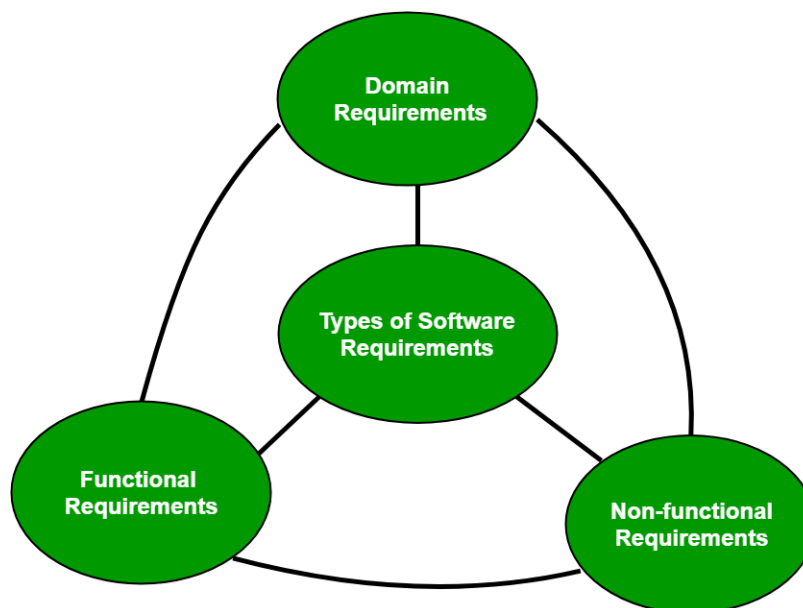 Domain
Requirements
Types of Software
Requirements
Functional
Requirements
Non-functional
Requirements